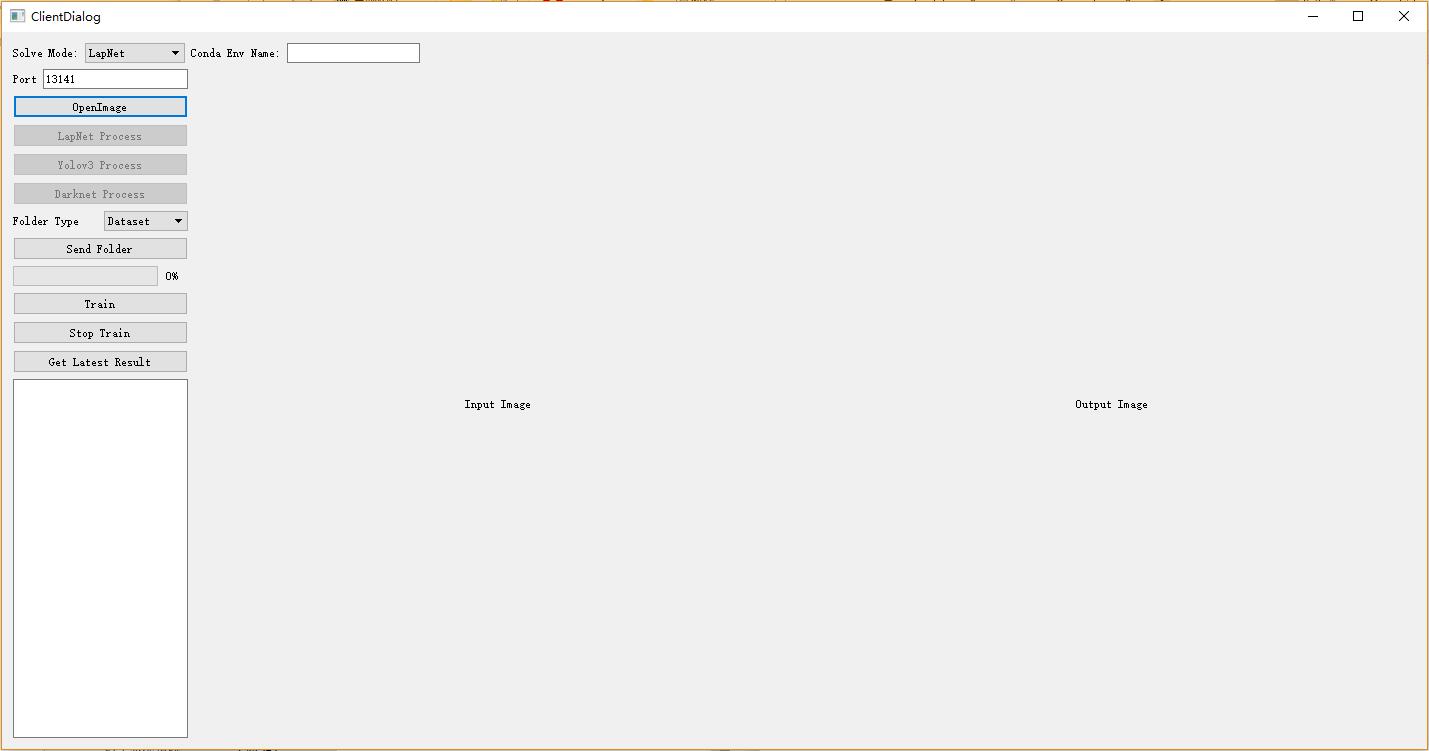 ClientDialog
Solve Mode: LapNet Conda Env Name:
Port 13141
OpenImage
LapNet Process
Yolov3 Process
Darknet Process
Folder Type Dataset
Send Folder
0%
Train
Stop Train
Get Latest Result
Input Image Output Image